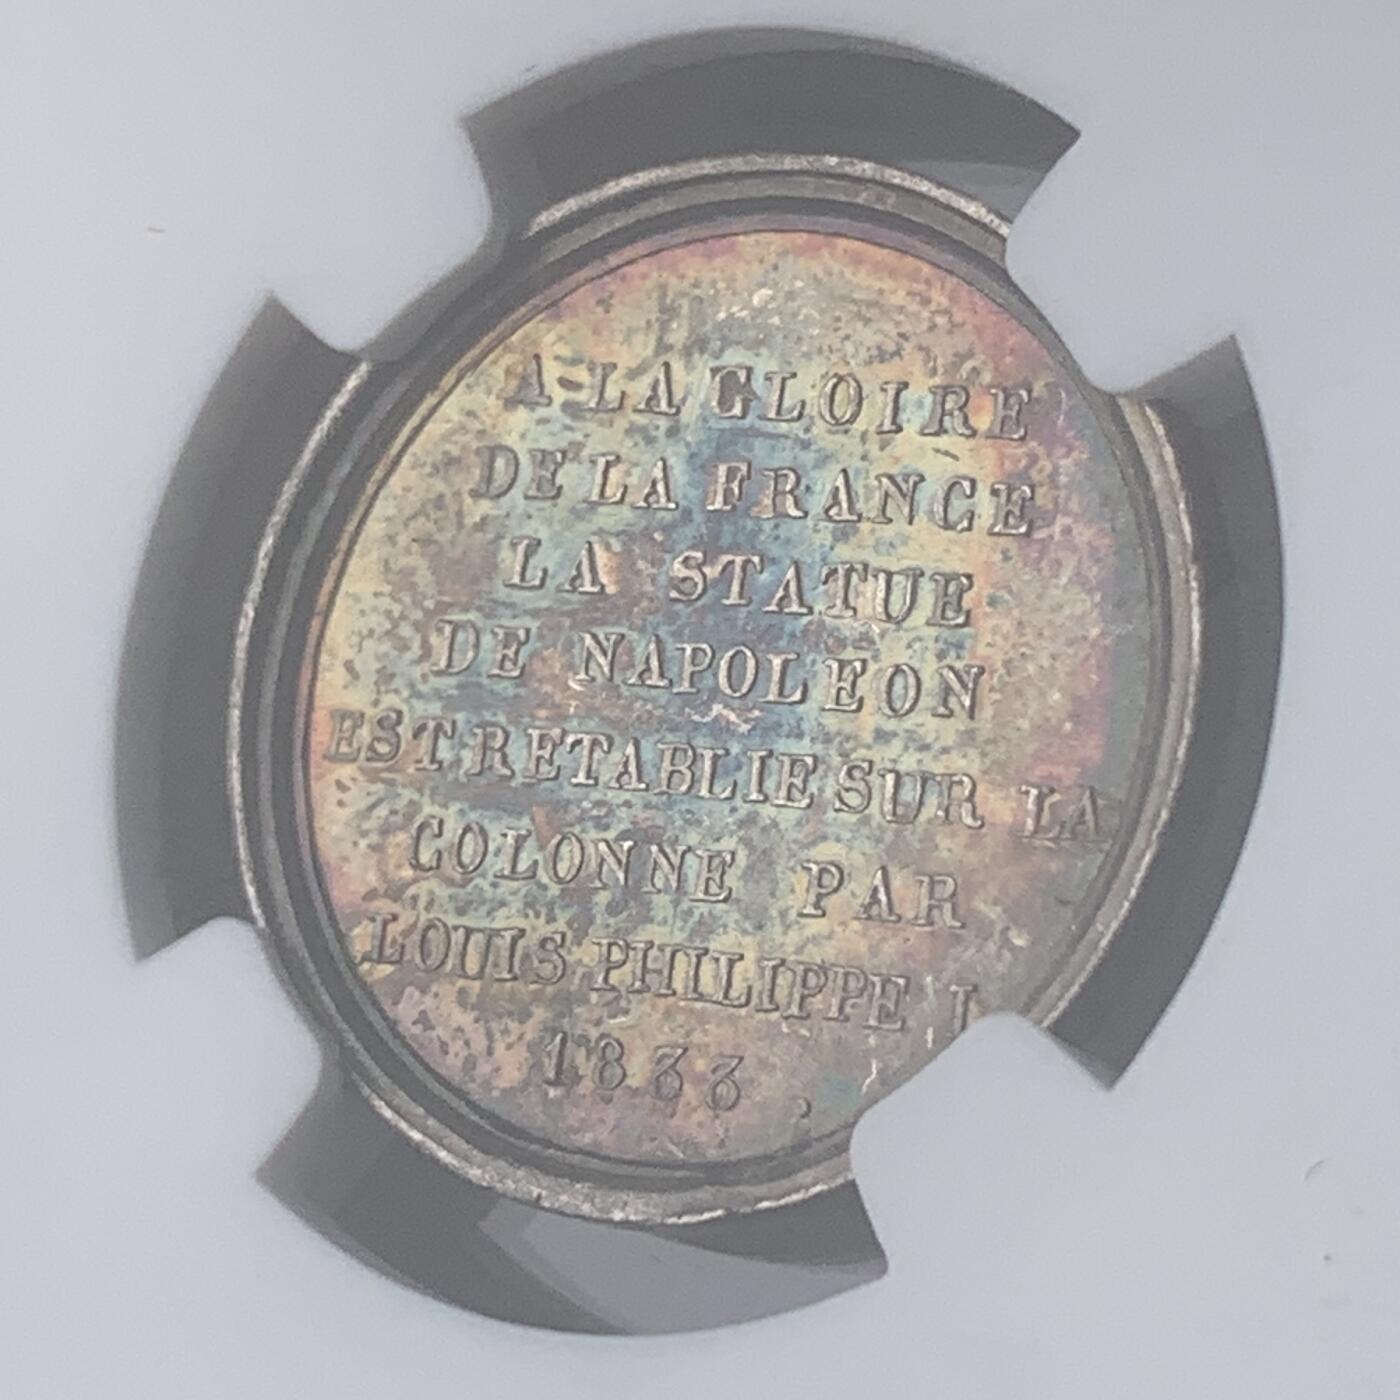 A LA GLOIRE
DE LA FRANCE
LA STATUE
DE NAPOLEON
EST RETABLIE SUR LA
COLONNE PAR
LOUIS PHILIPPE I
1833.